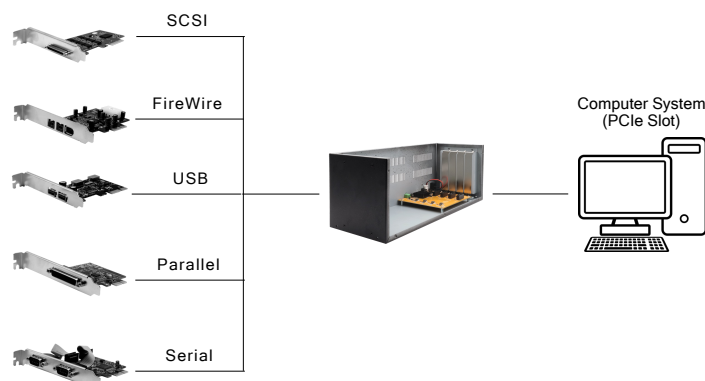 SCSI
FireWire
Computer System
(PCIe Slot)
USB
Parallel
Serial